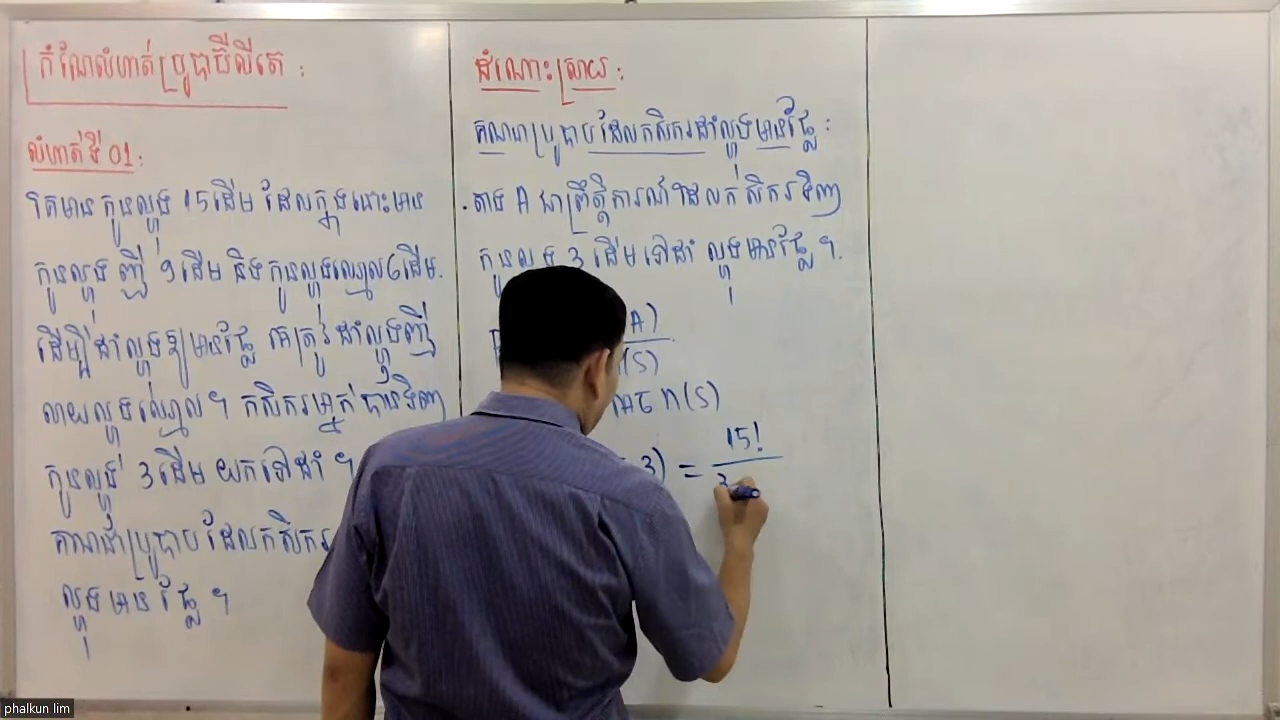 កំណែលំហាត់ប្រូបាប៊ីលីតេ :
លំហាត់ទី 01:
គេមានកូនល្ហុង 15ដើម ដែលក្នុងនោះមាន
កូនល្ហុងញី 9 ដើម និងកូនល្ហុងឈ្មោល6ដើម.
ដើម្បីដាំល្ហុងឱ្យមានផ្លែ គេត្រូវដាំល្ហុងញី
លាយល្ហុងឈ្មោល។ កសិករម្នាក់បានទិញ
កូនល្ហុង 3 ដើម យកទៅដាំ ។
គណនាប្រូបាប ដែលកសិករ
ល្ហុងមានផ្លែ ។
ដំណោះស្រាយ :
គណនាប្រូបាបដែលកសិករដាំល្ហុងមានផ្លែ :
. តាង A ជាព្រឹត្តិការណ៍ដែលកសិករទិញ
កូនល្ហុង 3 ដើមទៅដាំ ល្ហុងមានផ្លែ ។
A)
(S)
n(S)
3) = 15!
3
phalkun lim